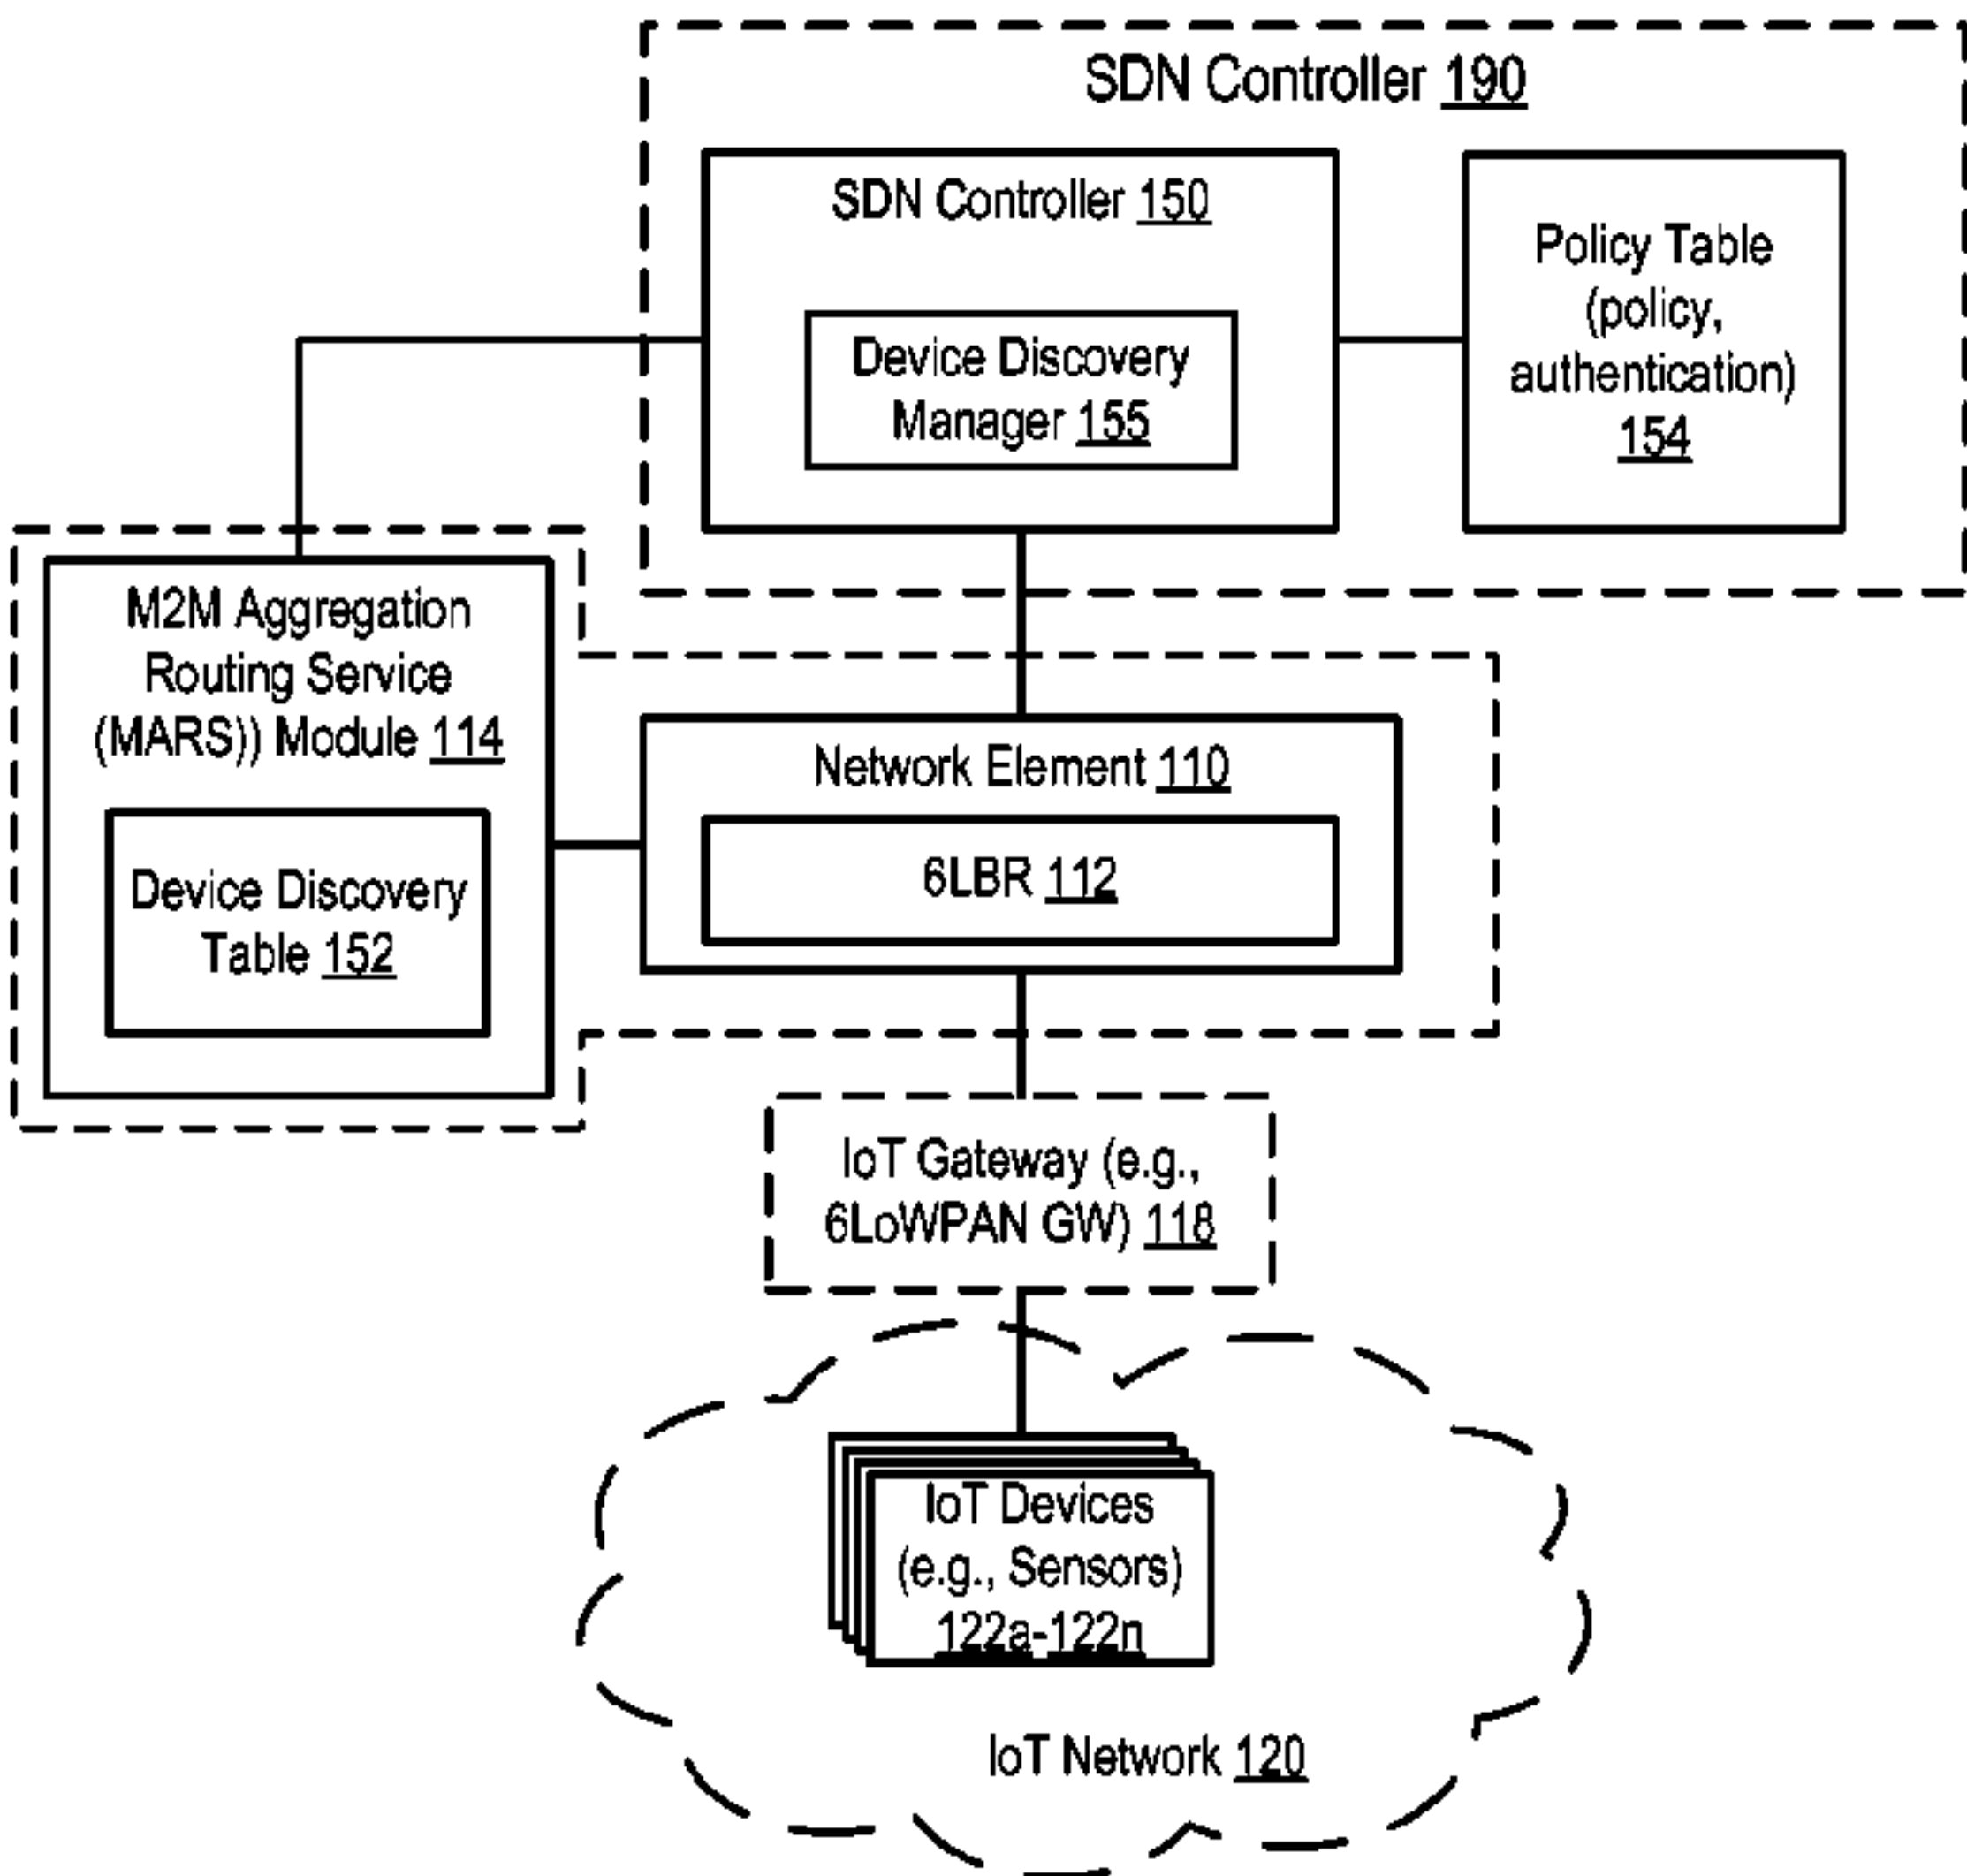 SDN Controller 190
SDN Controller 150
Device Discovery
Manager 155
Policy Table
(policy,
authentication)
154
M2M Aggregation
Routing Service
(MARS)) Module 114
Device Discovery
Table 152
Network Element 110
6LBR 112
IoT Gateway (e.g.,
6LoWPAN GW) 118
IoT Devices
(e.g., Sensors)
122a-122n
IoT Network 120